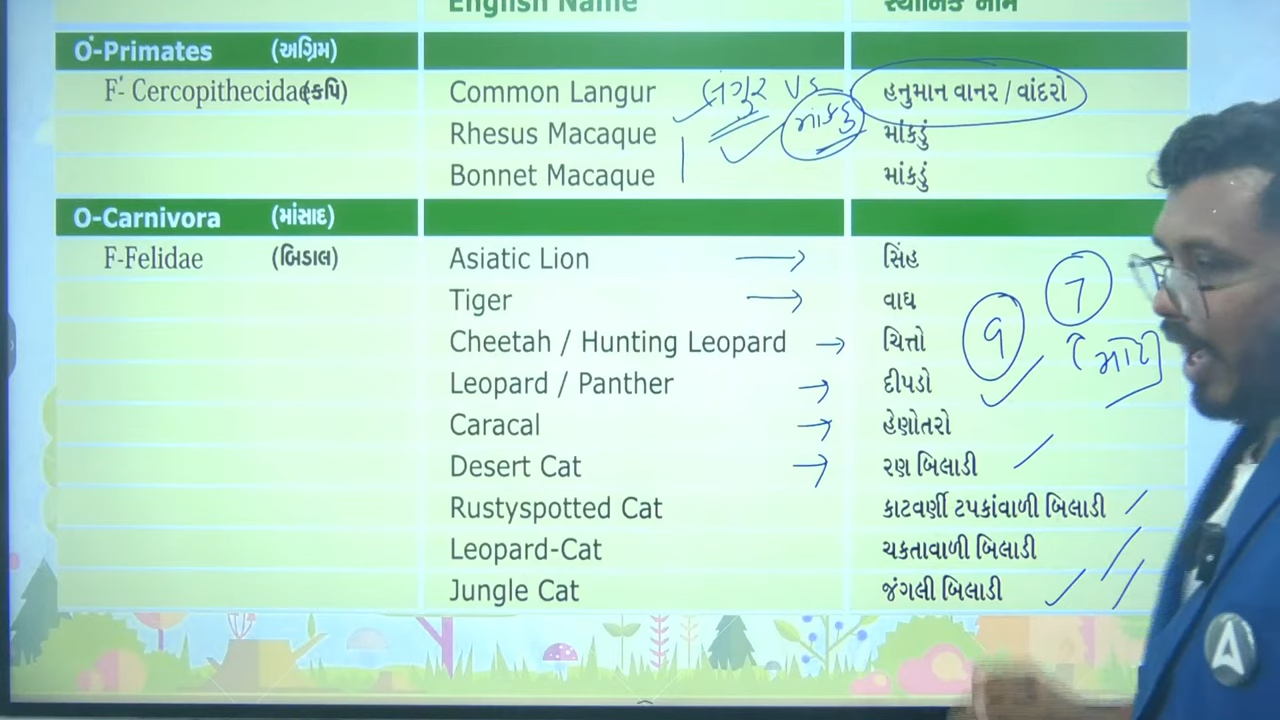 English Name સ્થાનિક નામ
O-Primates (અગ્રિમ)
F- Cercopithecidae(કપિ) Common Langur લંગૂર VS હનુમાન વાનર / વાંદરો
માંકડું
Rhesus Macaque માંકડું
Bonnet Macaque માંકડું
O-Carnivora (માંસાદ)
F-Felidae (બિડાલ) Asiatic Lion → સિંહ
Tiger → વાઘ 7
Cheetah / Hunting Leopard → ચિત્તો 9
Leopard / Panther → દીપડો
Caracal → હેણોતરો
Desert Cat → રણ બિલાડી
Rustyspotted Cat કાટવર્ણી ટપકાંવાળી બિલાડી
Leopard-Cat ચકતાવાળી બિલાડી
Jungle Cat જંગલી બિલાડી